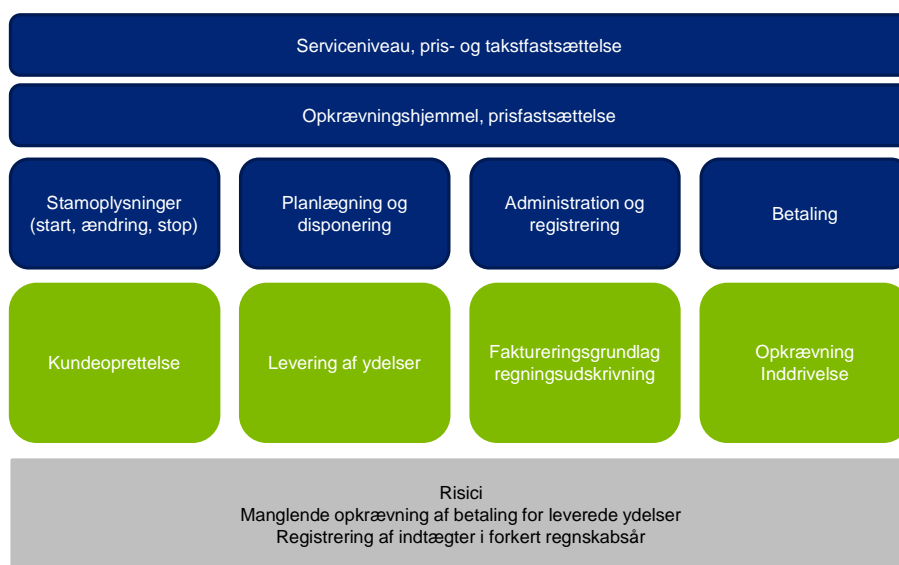 Serviceniveau, pris- og takstfastsættelse
Opkrævningshjemmel, prisfastsættelse
Stamoplysninger
(start, ændring, stop)
Planlægning og
disponering
Administration og
registrering
Betaling
Kundeoprettelse
Levering af ydelser
Faktureringsgrundlag
regningsudskrivning
Opkrævning
Inddrivelse
Risici
Manglende opkrævning af betaling for leverede ydelser
Registrering af indtægter i forkert regnskabsår